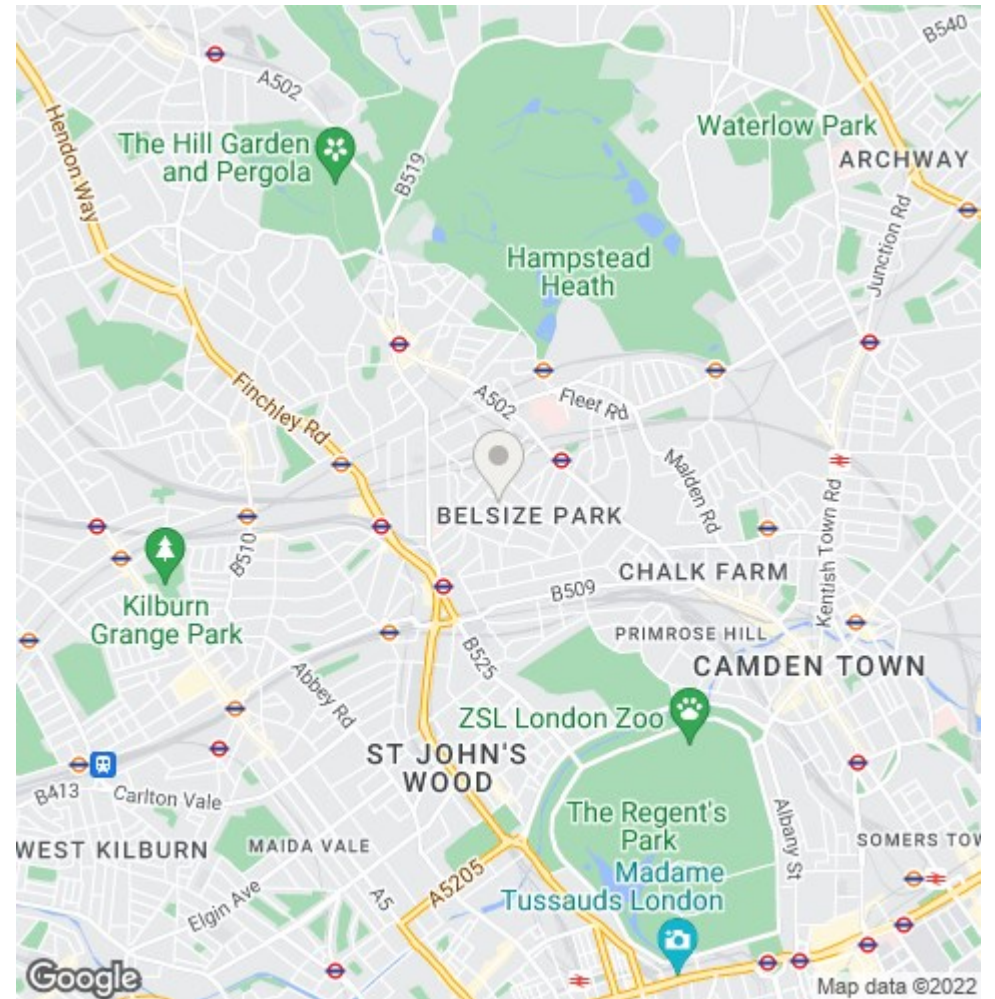 B540
A502
Waterlow Park
The Hill Garden
and Pergola
B519
ARCHWAY
Hendon Way
Junction Rd
Hampstead
Heath
A502
Fleet Rd
Finchley Rd
Malden Rd
BELSIZE PARK
Kentish Town Rd
B510
CHALK FARM
B509
Kilburn
Grange Park
PRIMROSE HILL
B525
CAMDEN TOWN
Abbey Rd
ZSL London Zoo
ST JOHN'S
WOOD
B413
Carlton Vale
The Regent's
Park
Albany St
WEST KILBURN
MAIDA VALE
SOMERS TOW
A5205
Madame
Tussauds London
Elgin Ave
A5
Google
Map data ©2022